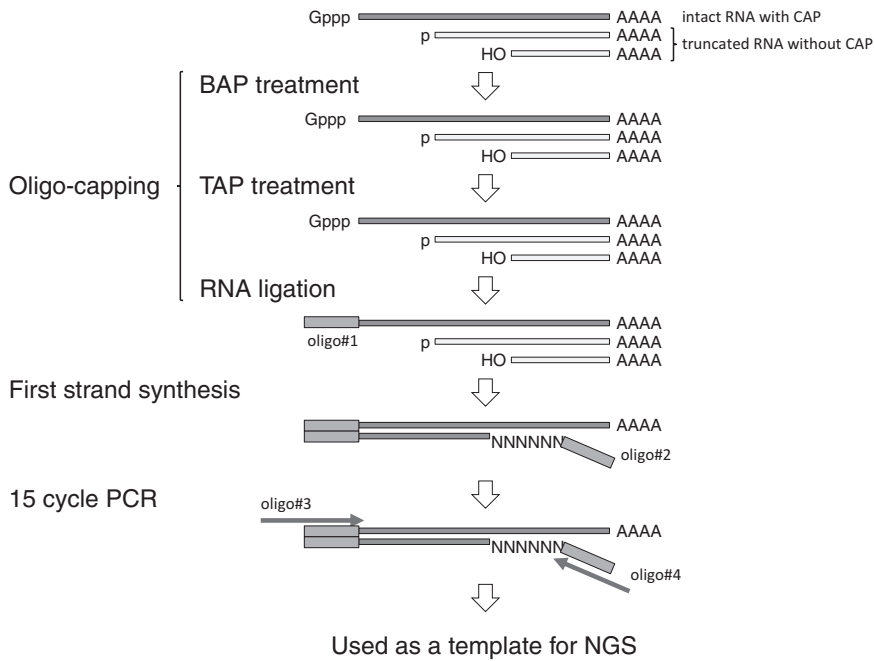 Gppp AAAA intact RNA with CAP
p AAAA
truncated RNA without CAP
HO AAAA
BAP treatment
Gppp AAAA
p AAAA
HO AAAA
Oligo-capping
TAP treatment
Gppp AAAA
p AAAA
HO AAAA
RNA ligation
AAAA
oligo#1
p AAAA
HO AAAA
First strand synthesis
AAAA
NNNNNN
oligo#2
15 cycle PCR
oligo#3
AAAA
NNNNNN
oligo#4
Used as a template for NGS